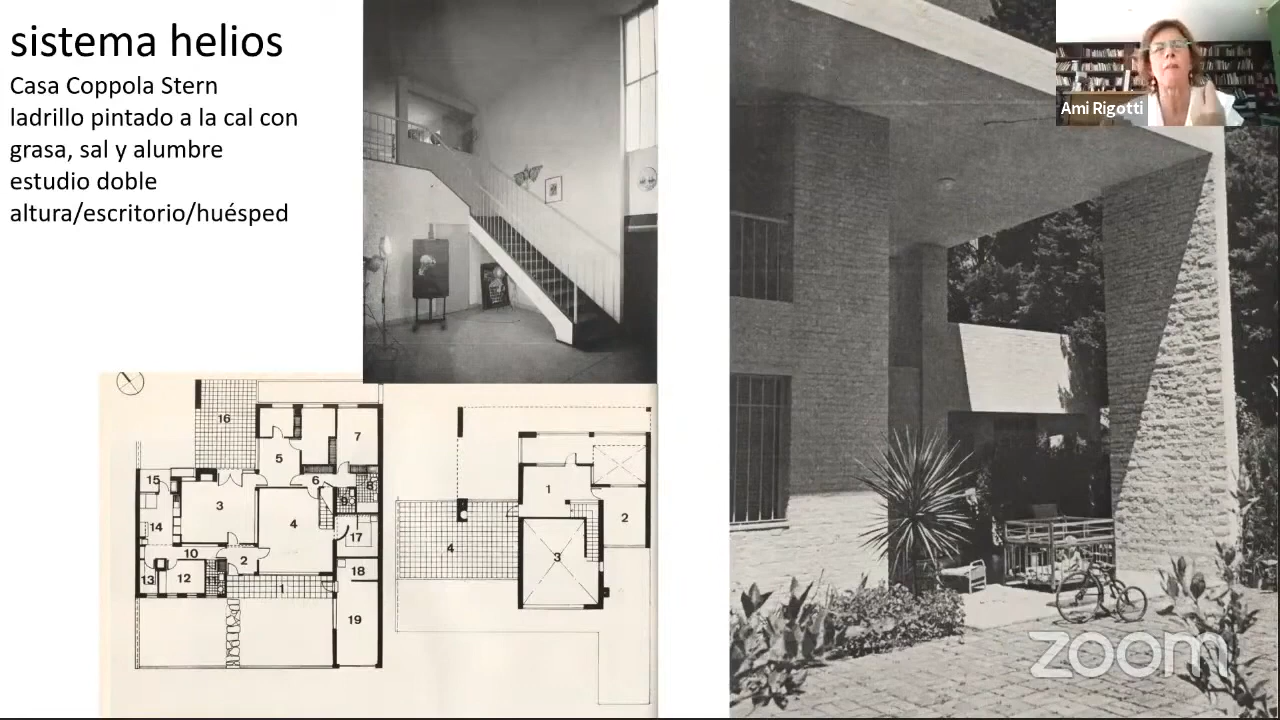 sistema helios
Casa Coppola Stern
ladrillo pintado a la cal con
grasa, sal y alumbre
estudio doble
altura/escritorio/huésped
Ami Rigotti
16
7
5
15
6
8
3
9
14
4
17
10
2
18
13
12
1
19
1
2
4
3
zoom